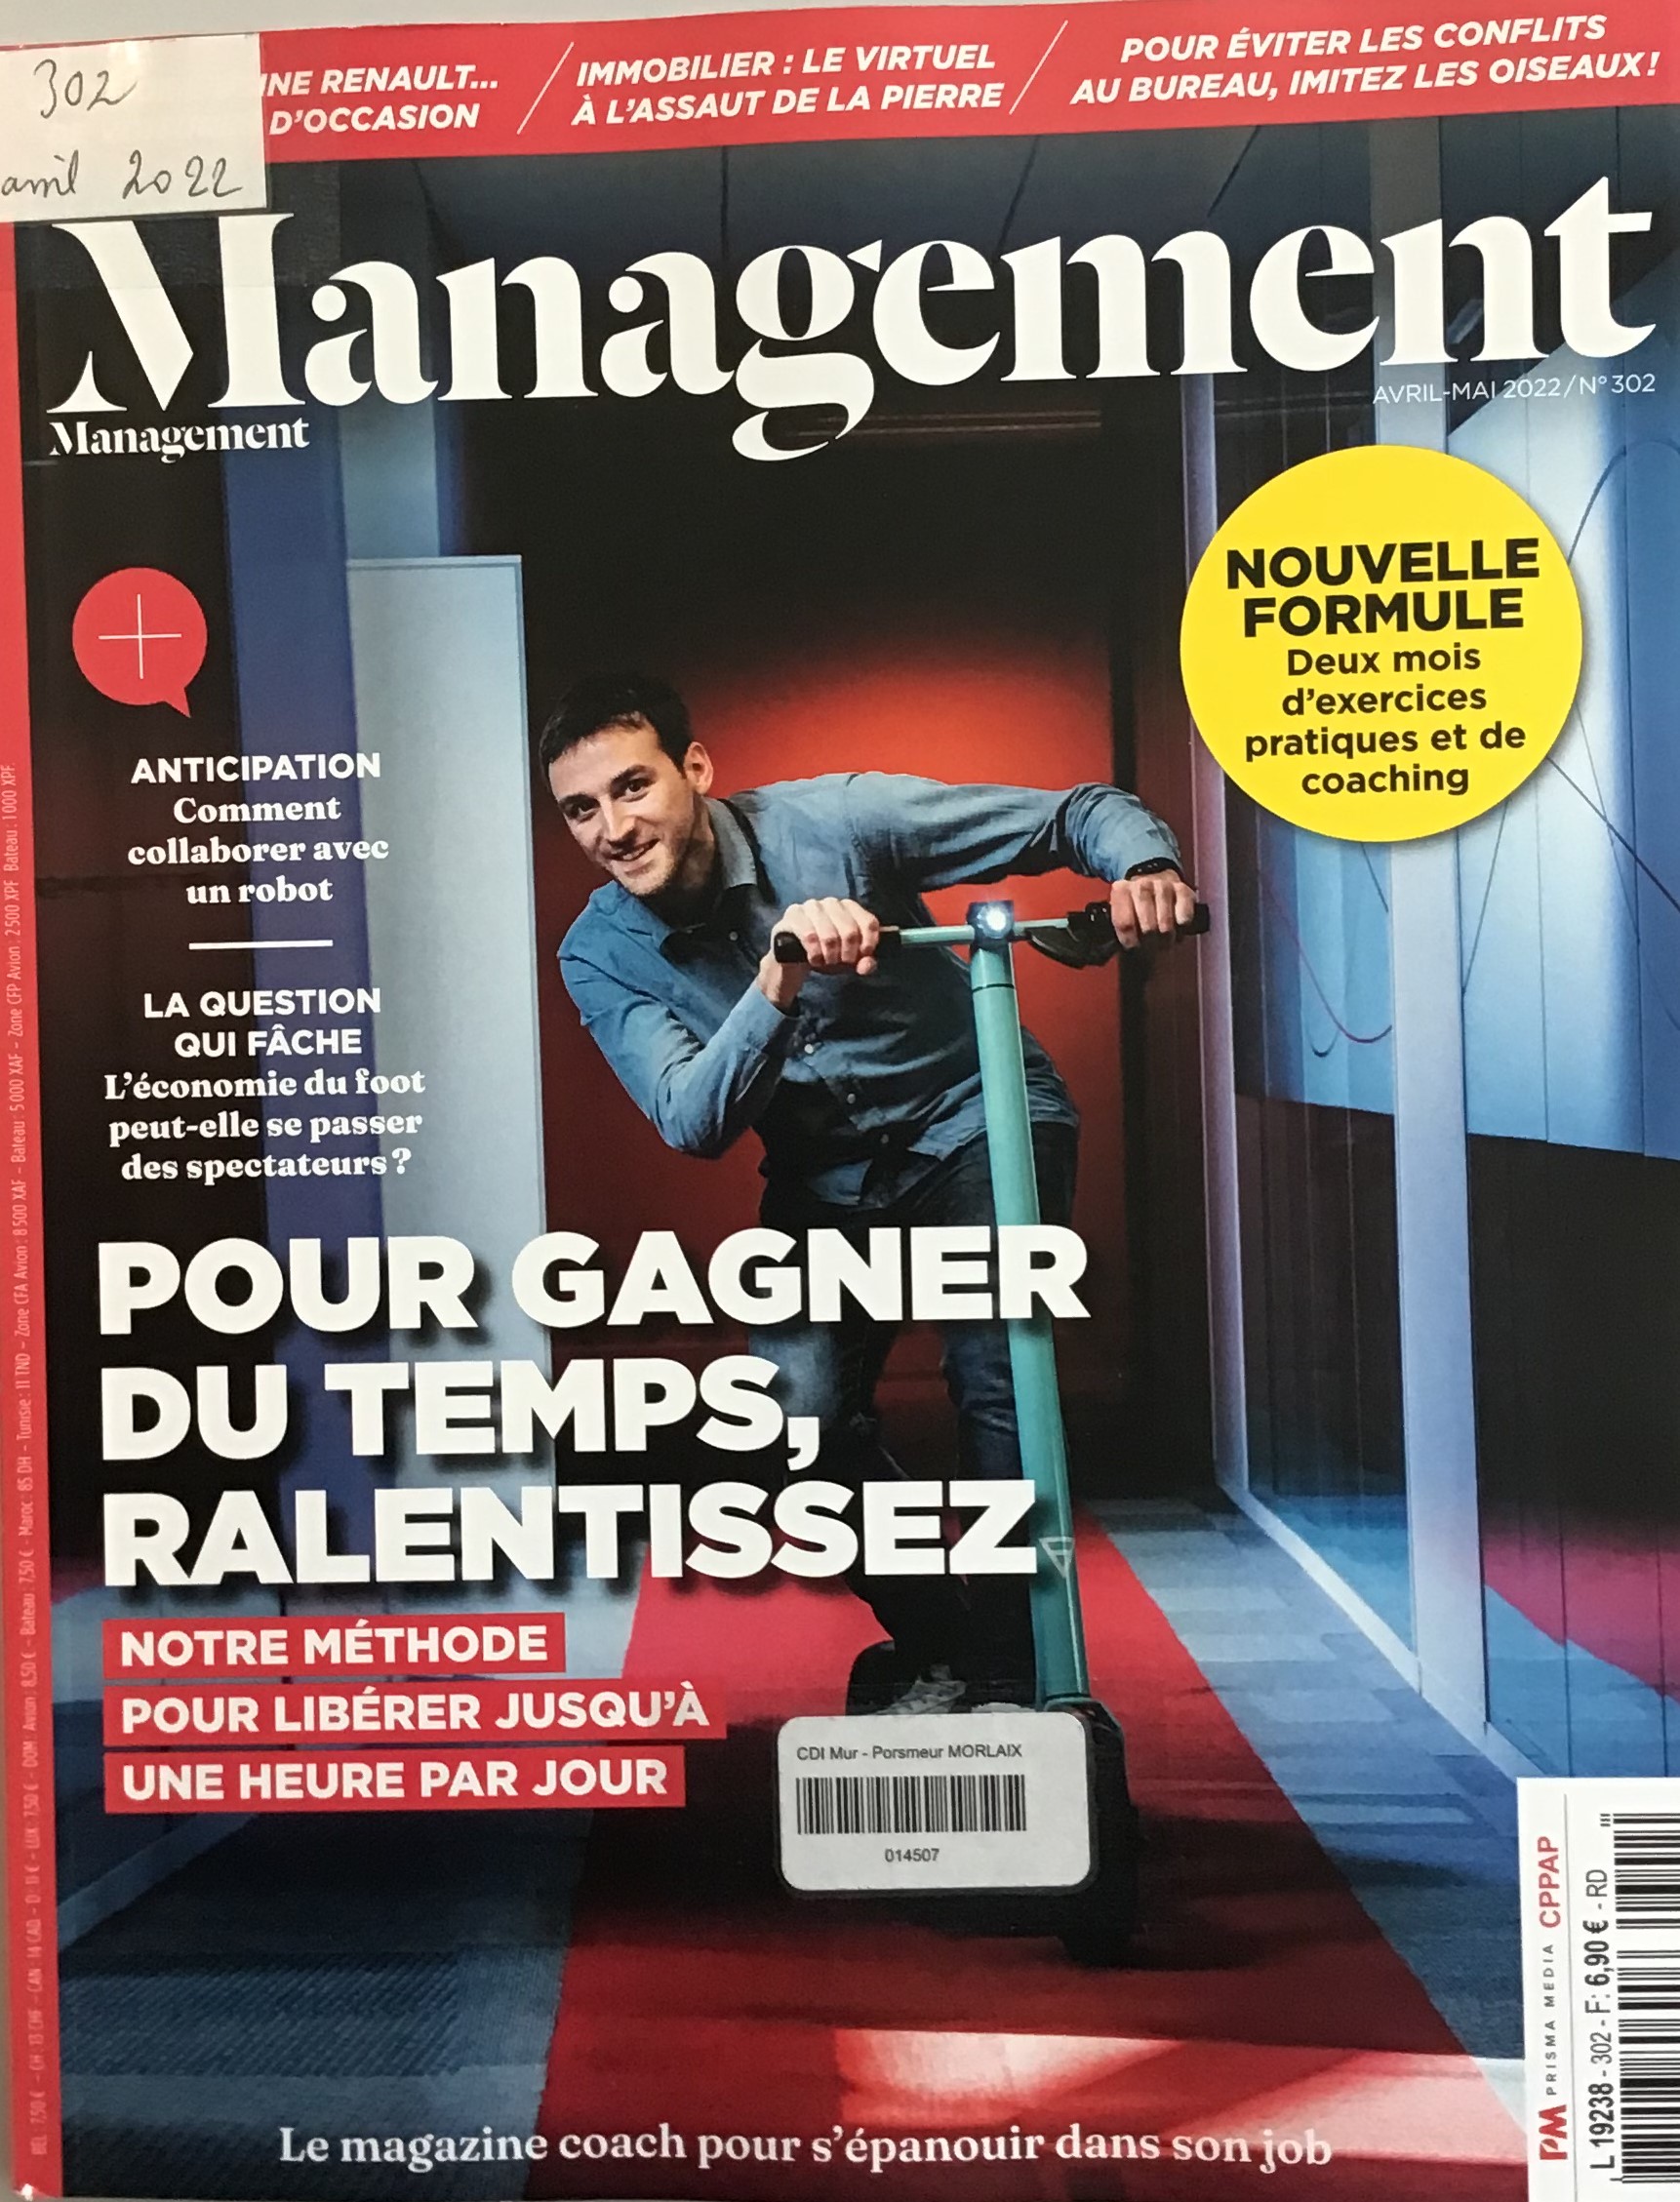 302
avril 2022
NE RENAULT...
D'OCCASION
IMMOBILIER : LE VIRTUEL
À L'ASSAUT DE LA PIERRE
POUR ÉVITER LES CONFLITS
AU BUREAU, IMITEZ LES OISEAUX !
Management
AVRIL-MAI 2022 / N° 302
Management
NOUVELLE
FORMULE
Deux mois
d'exercices
pratiques et de
coaching
ANTICIPATION
Comment
collaborer avec
un robot
LA QUESTION
QUI FÂCHE
L'économie du foot
peut-elle se passer
des spectateurs ?
POUR GAGNER
DU TEMPS,
RALENTISSEZ
NOTRE MÉTHODE
POUR LIBÉRER JUSQU'À
UNE HEURE PAR JOUR
CDI Mur - Porsmeur MORLAIX
014507
Le magazine coach pour s'épanouir dans son job
PM PRISMA MEDIA CPPAP
L 19238 - 302 - F: 6,90 € - RD
BEL 7,50 € - CH 13 CHF - CAN 14 CAD - D 11 € - LUX 7,50 € - DOM Avion : 8,50 € - Bateau : 7,50 € - Maroc 85 DH - Tunisie : 11 TND - Zone CFA Avion : 8 500 XAF - Bateau : 5 000 XAF - Zone CFP Avion : 2 500 XPF Bateau : 1 000 XPF